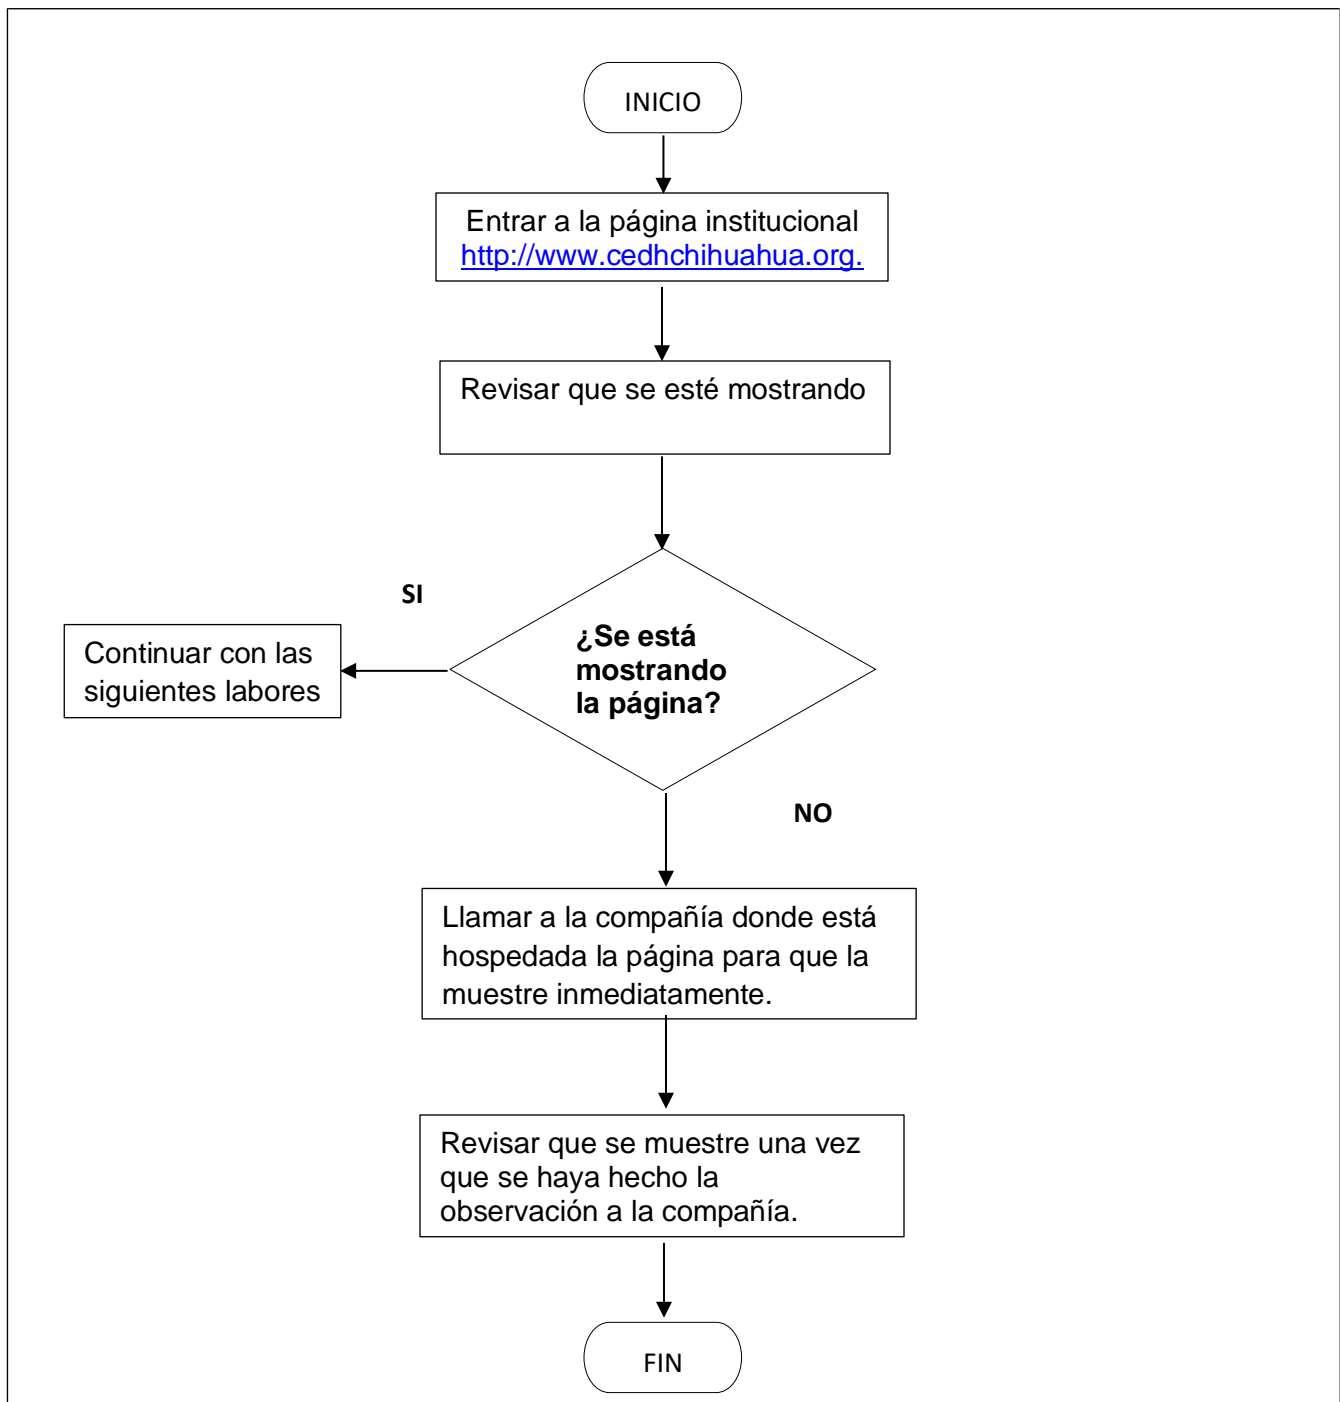 INICIO
Entrar a la página institucional
http://www.cedhchihuahua.org.
Revisar que se esté mostrando
SI
¿Se está
mostrando
la página?
Continuar con las
siguientes labores
NO
Llamar a la compañía donde está
hospedada la página para que la
muestre inmediatamente.
Revisar que se muestre una vez
que se haya hecho la
observación a la compañía.
FIN